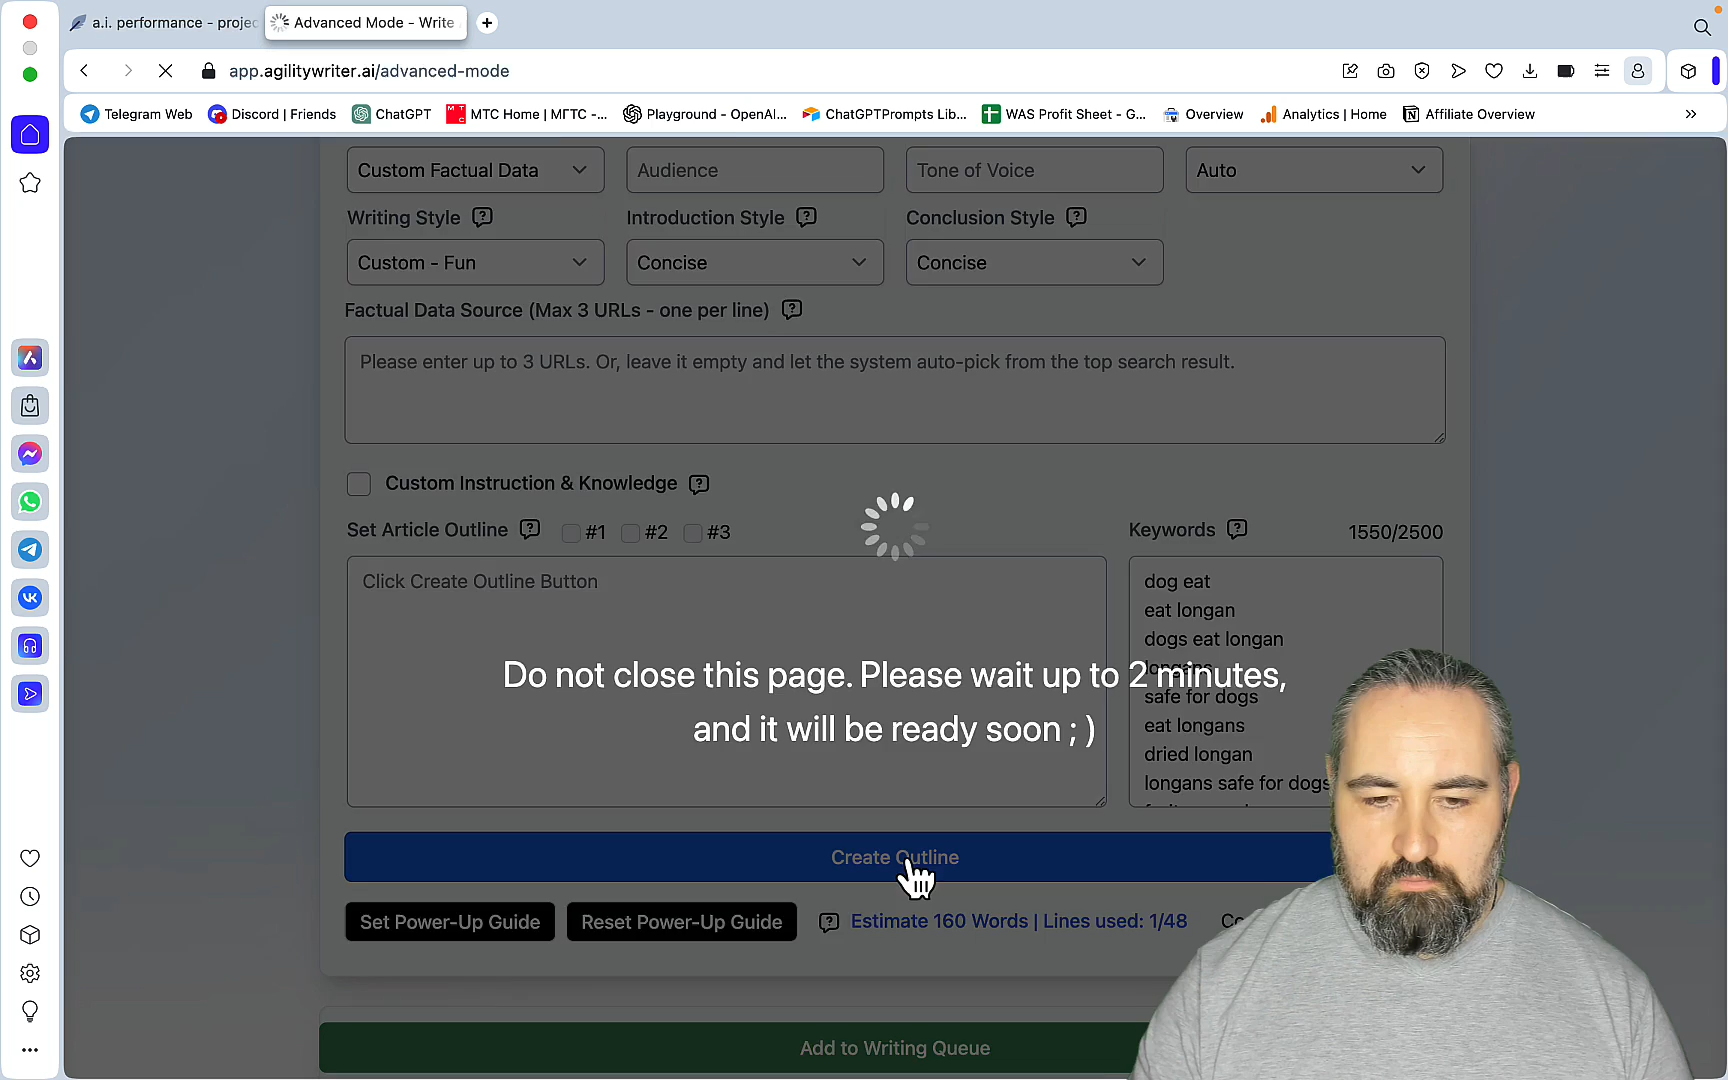 a.i. performance - projec
Advanced Mode - Write
app.agilitywriter.ai/advanced-mode
Telegram Web
Discord | Friends
ChatGPT
МТС Home | МГТС -...
Playground - OpenAI...
ChatGPTPrompts Lib...
WAS Profit Sheet - G...
Overview
Analytics | Home
Affiliate Overview
Custom Factual Data
Audience
Tone of Voice
Auto
Writing Style
Introduction Style
Conclusion Style
Custom - Fun
Concise
Concise
Factual Data Source (Max 3 URLs - one per line)
Please enter up to 3 URLs. Or, leave it empty and let the system auto-pick from the top search result.
Custom Instruction & Knowledge
Set Article Outline
#1
#2
#3
Keywords
1550/2500
Click Create Outline Button
dog eat
eat longan
dogs eat longan
longans
safe for dogs
eat longans
dried longan
longans safe for dogs
Do not close this page. Please wait up to 2 minutes,
and it will be ready soon ; )
Create Outline
Set Power-Up Guide
Reset Power-Up Guide
Estimate 160 Words | Lines used: 1/48
Add to Writing Queue